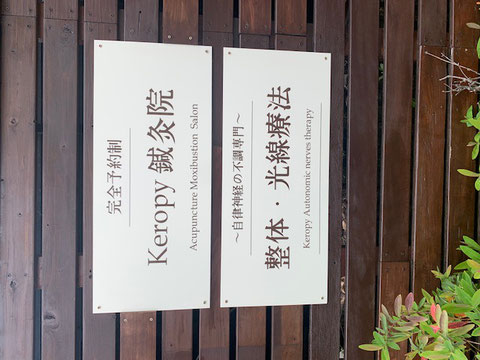 完全予約制
Keropy 鍼灸院
Acupuncture Moxibustion Salon
～自律神経の不調専門～
整体・光線療法
Keropy Autonomic nerves therapy